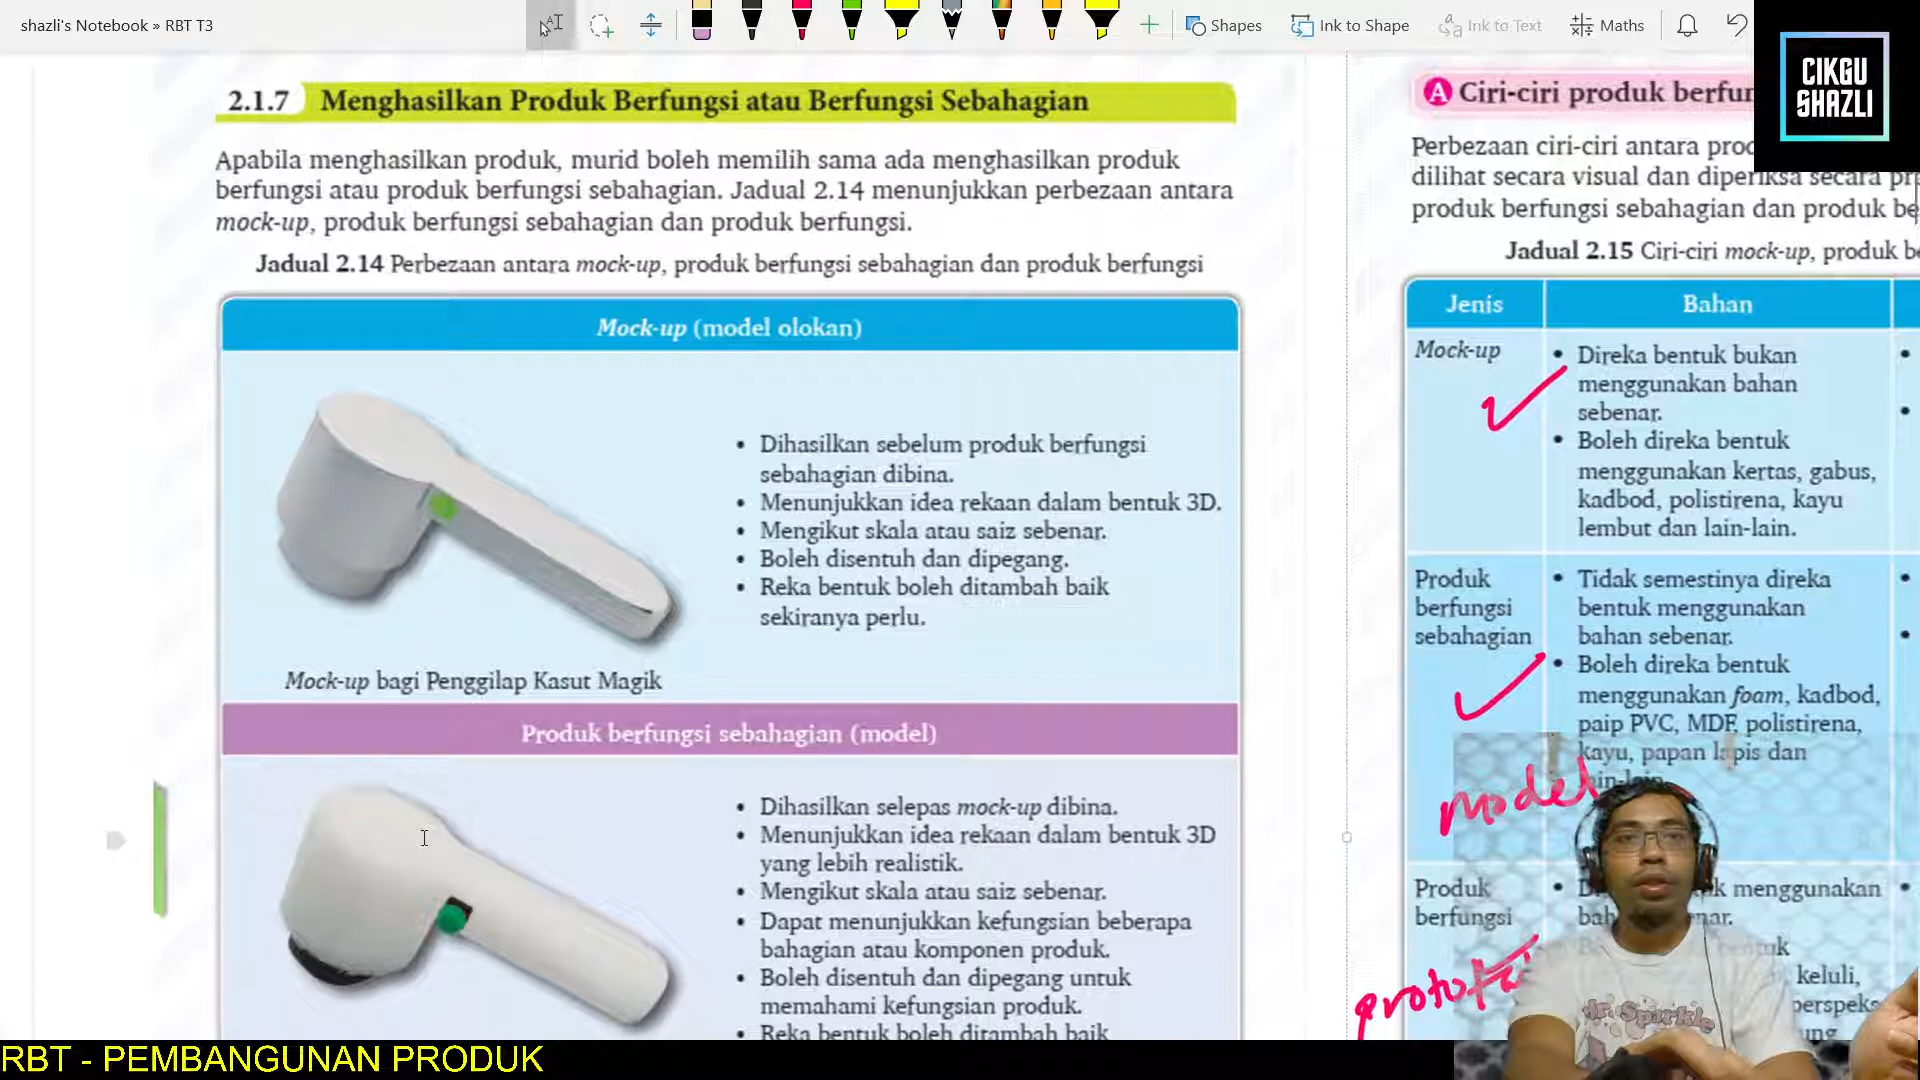 shazli's Notebook » RBT T3
Shapes
Ink to Shape
Ink to Text
Maths
CIKGU
SHAZLI
2.1.7 Menghasilkan Produk Berfungsi atau Berfungsi Sebahagian
Apabila menghasilkan produk, murid boleh memilih sama ada menghasilkan produk
berfungsi atau produk berfungsi sebahagian. Jadual 2.14 menunjukkan perbezaan antara
mock-up, produk berfungsi sebahagian dan produk berfungsi.
Jadual 2.14 Perbezaan antara mock-up, produk berfungsi sebahagian dan produk berfungsi
Mock-up (model olokan)
• Dihasilkan sebelum produk berfungsi
sebahagian dibina.
• Menunjukkan idea rekaan dalam bentuk 3D.
• Mengikut skala atau saiz sebenar.
• Boleh disentuh dan dipegang.
• Reka bentuk boleh ditambah baik
sekiranya perlu.
Mock-up bagi Penggilap Kasut Magik
Produk berfungsi sebahagian (model)
• Dihasilkan selepas mock-up dibina.
• Menunjukkan idea rekaan dalam bentuk 3D
yang lebih realistik.
• Mengikut skala atau saiz sebenar.
• Dapat menunjukkan kefungsian beberapa
bahagian atau komponen produk.
• Boleh disentuh dan dipegang untuk
memahami kefungsian produk.
• Reka bentuk boleh ditambah baik
A Ciri-ciri produk berfun
Perbezaan ciri-ciri antara prod
dilihat secara visual dan diperiksa secara pr
produk berfungsi sebahagian dan produk be
Jadual 2.15 Ciri-ciri mock-up, produk b
Jenis
Bahan
Mock-up
• Direka bentuk bukan
menggunakan bahan
sebenar.
• Boleh direka bentuk
menggunakan kertas, gabus,
kadbod, polistirena, kayu
lembut dan lain-lain.
Produk
berfungsi
sebahagian
• Tidak semestinya direka
bentuk menggunakan
bahan sebenar.
• Boleh direka bentuk
menggunakan foam, kadbod,
paip PVC, MDF, polistirena,
kayu, papan lapis dan
model
Produk
berfungsi
menggunakan
keluli,
perspeks
RBT - PEMBANGUNAN PRODUK